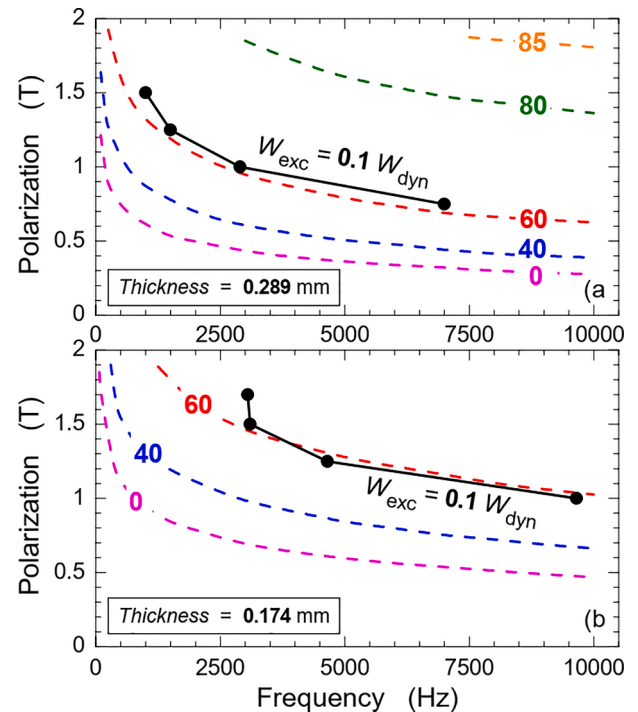 2
85
1.5
80
W_exc = 0.1 W_dyn
1
60
0.5
40
0
Thickness = 0.289 mm
(a
0
0 2500 5000 7500 10000
Polarization (T)
2
60
1.5
40
W_exc = 0.1 W_dyn
1
0
0.5
Thickness = 0.174 mm
(b
0
0 2500 5000 7500 10000
Polarization (T)
Frequency (Hz)